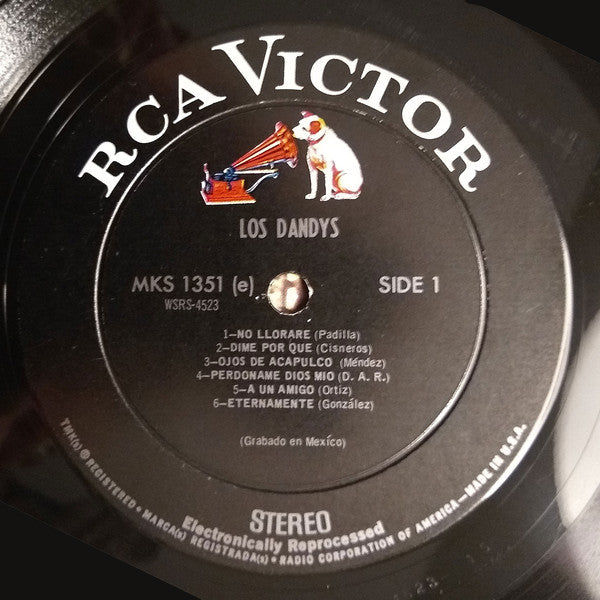 RCA VICTOR
LOS DANDYS
MKS 1351 (e) SIDE 1
WSRS-4523
1—NO LLORARE (Padilla)
2—DIME POR QUE (Cisneros)
3—OJOS DE ACAPULCO (Méndez)
4—PERDONAME DIOS MIO (D. A. R.)
5—A UN AMIGO (Ortiz)
6—ETERNAMENTE (González)
(Grabado en Mexíco)
STEREO
Electronically Reprocessed
TMK(s) ® REGISTERED • MARCA(s) REGISTRADA(s) • RADIO CORPORATION OF AMERICA—MADE IN U.S.A.